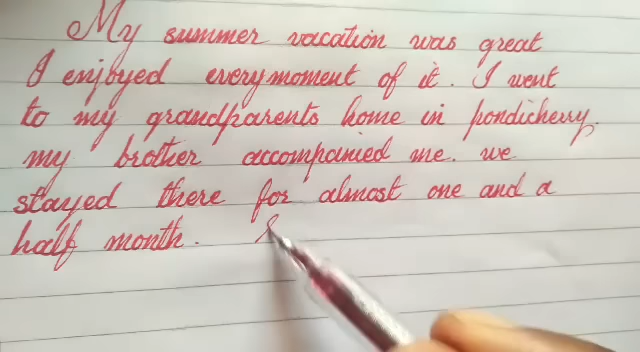 My summer vacation was great
I enjoyed everymoment of it. I went
to my grandparents home in pondicherry.
my brother accompanied me. we
stayed there for almost one and a
half month.